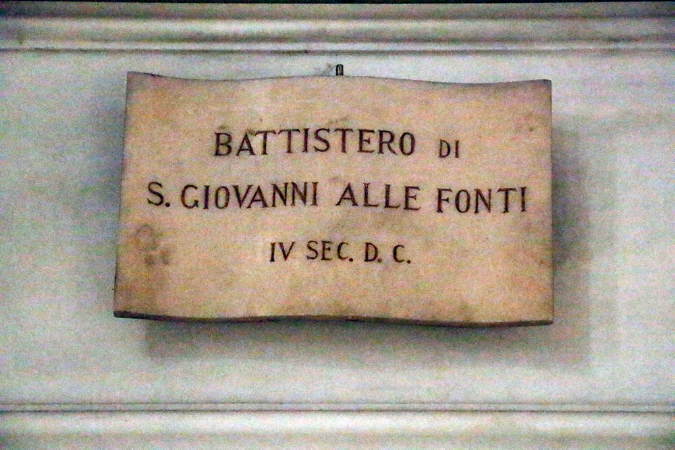 BATTISTERO DI
S. GIOVANNI ALLE FONTI
IV SEC. D. C.